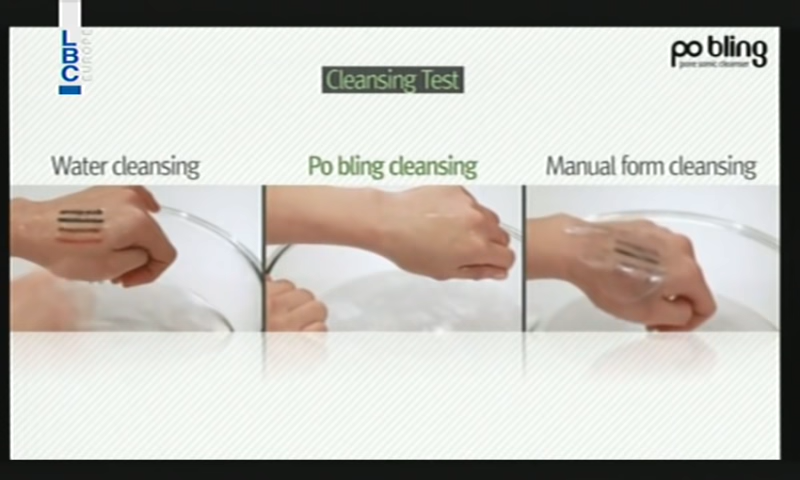 LBC
EUROPE
po bling
pore sonic cleanser
Cleansing Test
Water cleansing
Po bling cleansing
Manual form cleansing